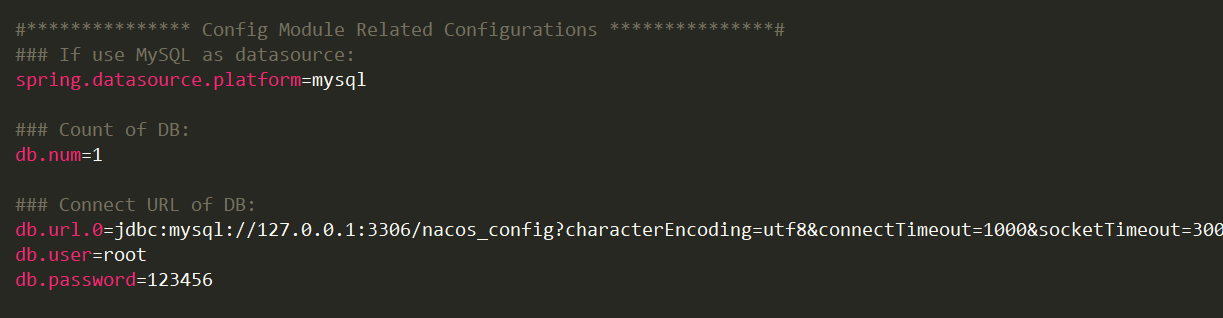 #*************** Config Module Related Configurations ***************#
### If use MySQL as datasource:
spring.datasource.platform=mysql
### Count of DB:
db.num=1
### Connect URL of DB:
db.url.0=jdbc:mysql://127.0.0.1:3306/nacos_config?characterEncoding=utf8&connectTimeout=1000&socketTimeout=300
db.user=root
db.password=123456